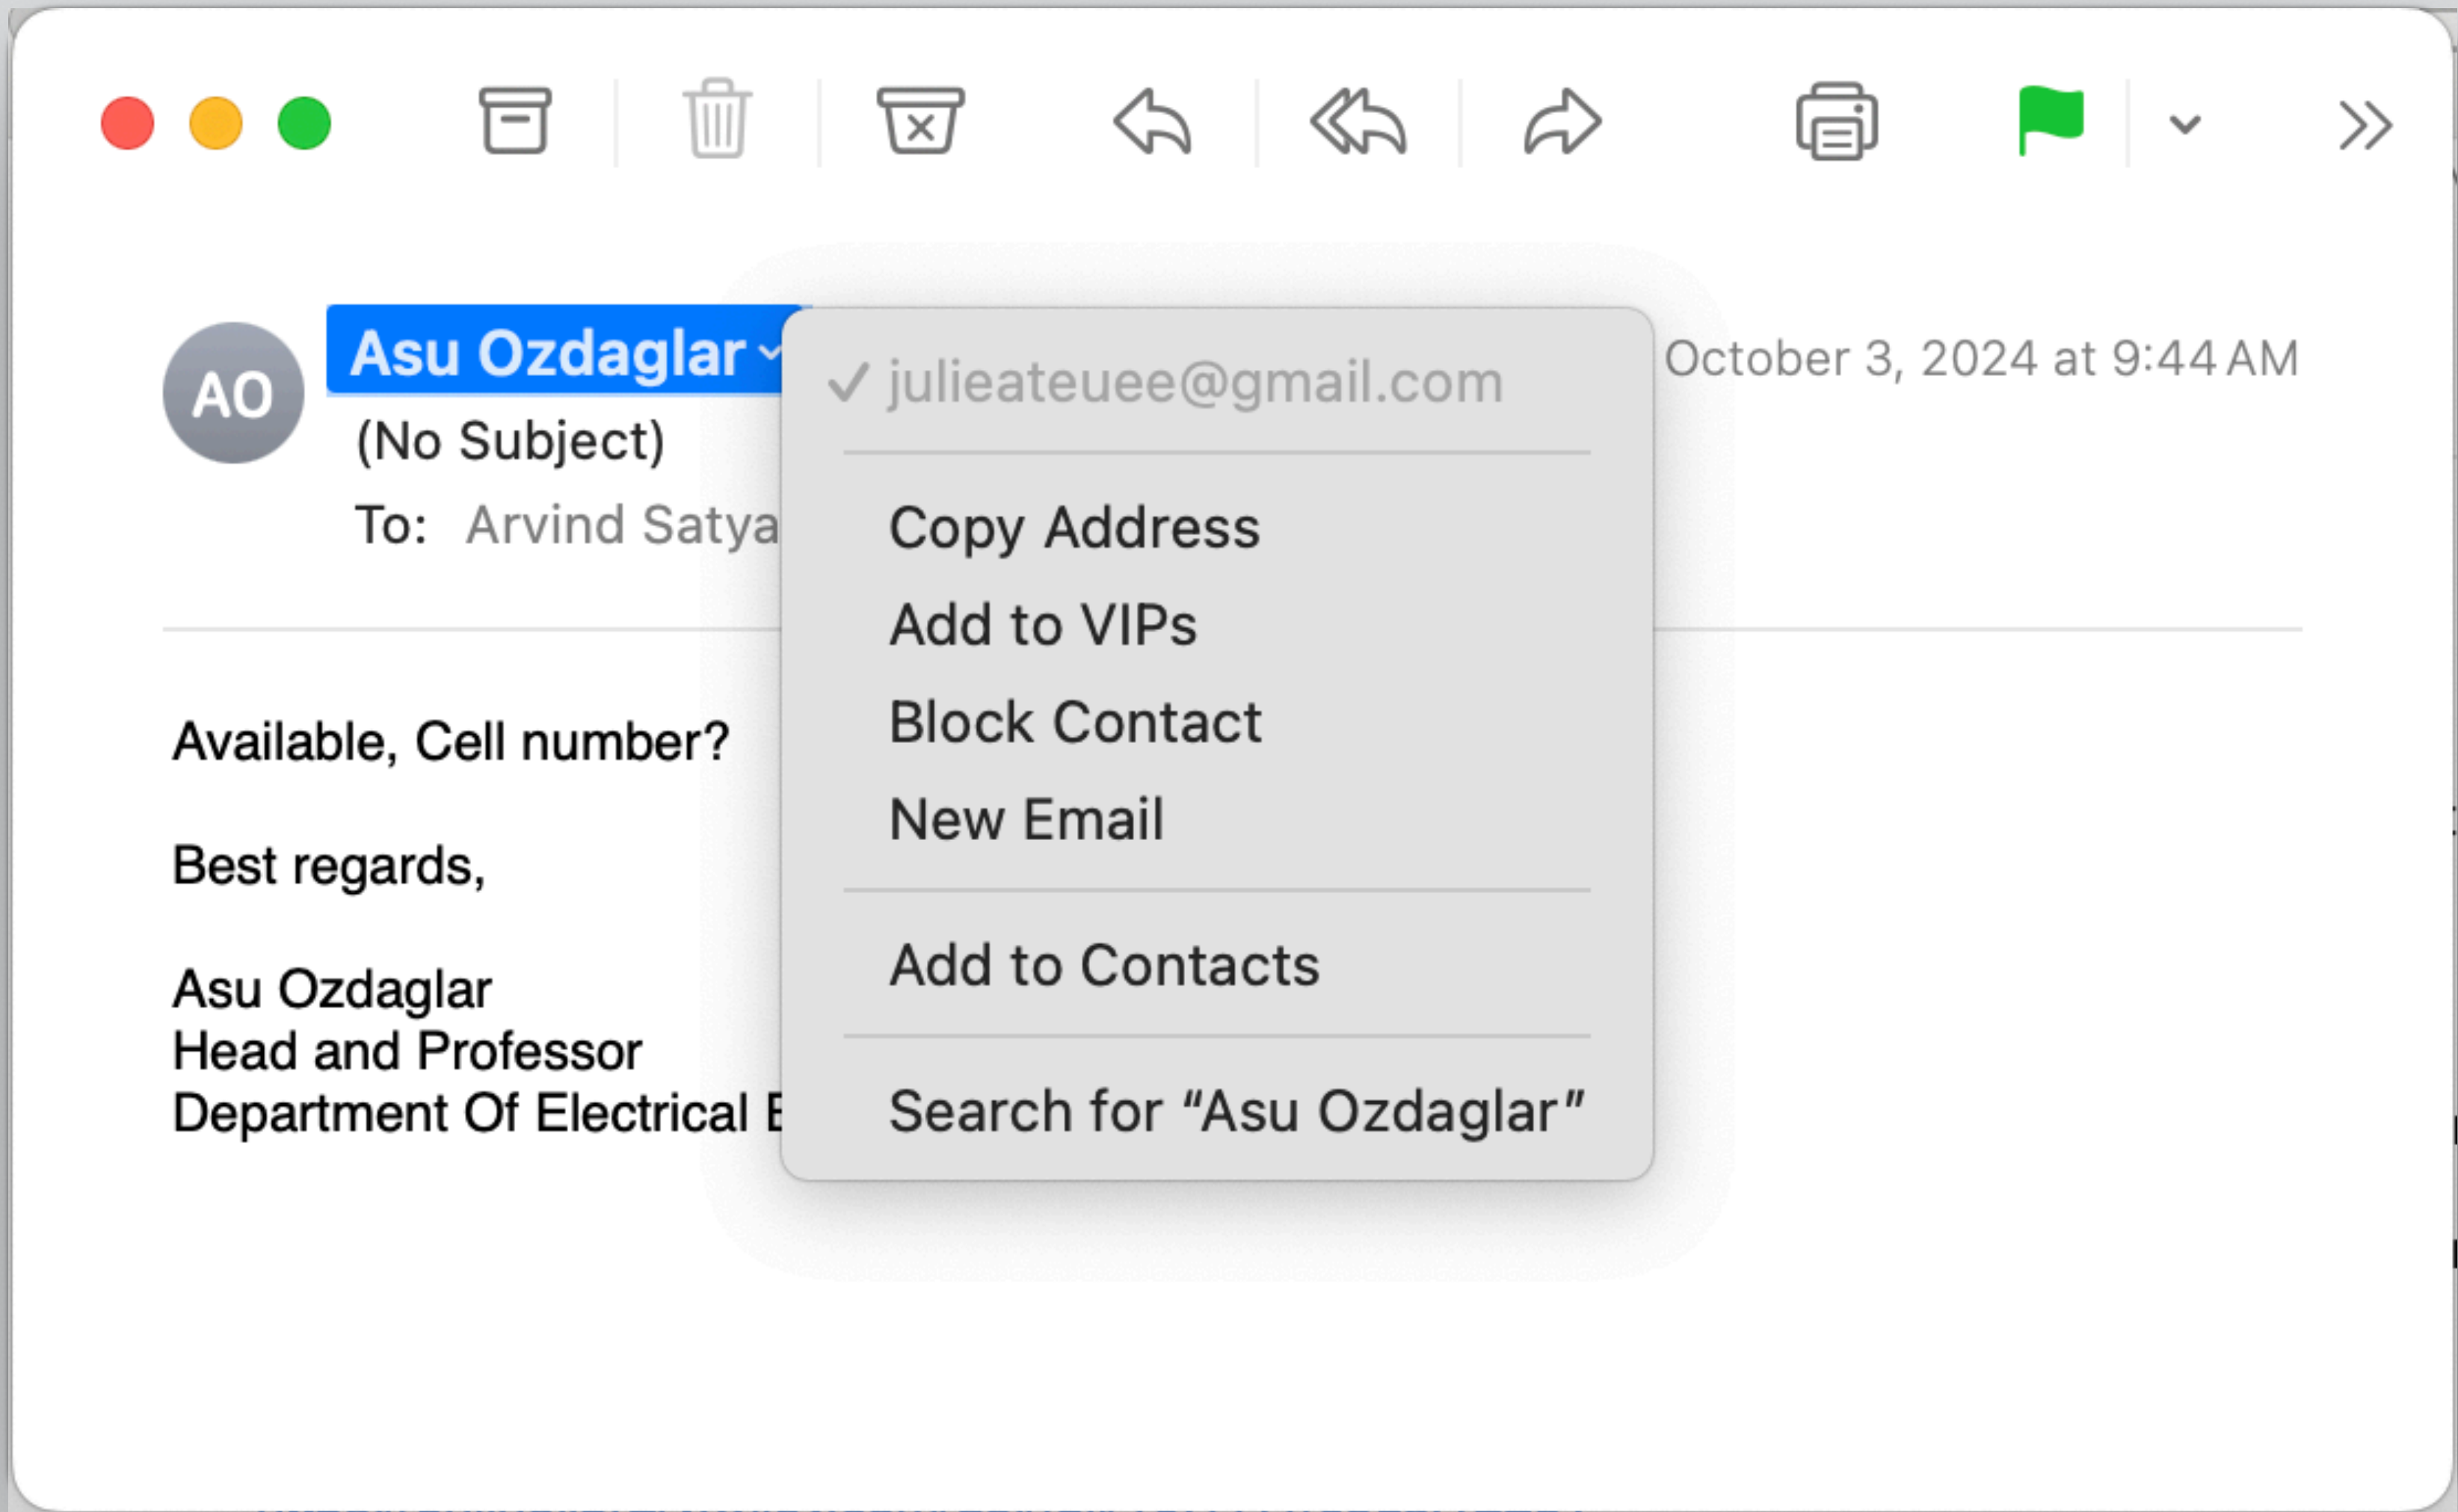 AO
Asu Ozdaglar
October 3, 2024 at 9:44 AM
(No Subject)
To: Arvind Satya
julieateuee@gmail.com
Copy Address
Add to VIPs
Block Contact
New Email
Add to Contacts
Search for “Asu Ozdaglar”
Available, Cell number?
Best regards,
Asu Ozdaglar
Head and Professor
Department Of Electrical